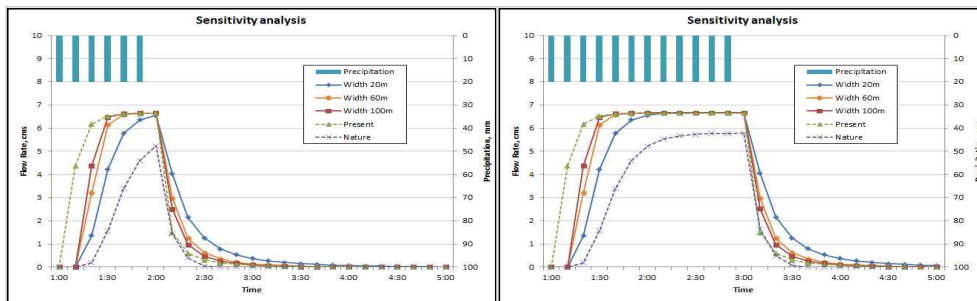 Sensitivity analysis
10
9
8
7
6
5
4
3
2
1
0
Flow Rate, cms
0
10
20
30
40
50
60
70
80
90
100
Precipitation, mm
Precipitation
Width 20m
Width 60m
Width 100m
Present
Nature
1:00 1:30 2:00 2:30 3:00 3:30 4:00 4:30 5:00
Time
Sensitivity analysis
10
9
8
7
6
5
4
3
2
1
0
Flow Rate, cms
0
10
20
30
40
50
60
70
80
90
100
Precipitation
Width 20m
Width 60m
Width 100m
Present
Nature
1:00 1:30 2:00 2:30 3:00 3:30 4:00 4:30 5:00
Time